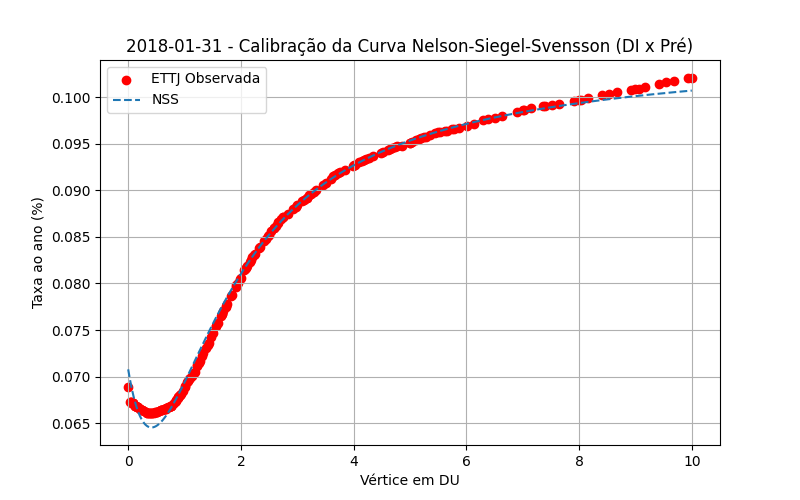 2018-01-31 - Calibração da Curva Nelson-Siegel-Svensson (DI x Pré)
ETTJ Observada
NSS
Taxa ao ano (%)
0.100
0.095
0.090
0.085
0.080
0.075
0.070
0.065
0 2 4 6 8 10
Vértice em DU